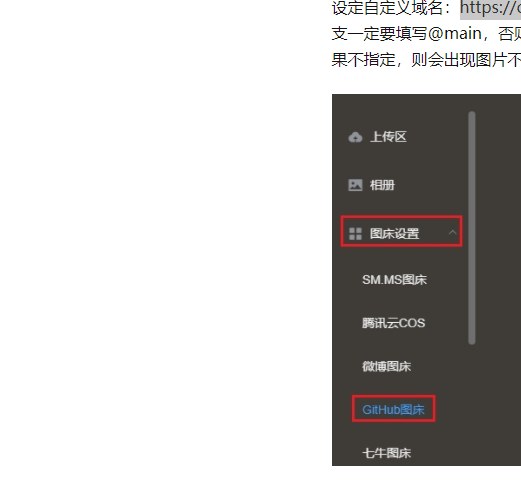 设定自定义域名：https://
支一定要填写@main，否则
果不指定，则会出现图片不
上传区
相册
图床设置
SM.MS图床
腾讯云COS
微博图床
GitHub图床
七牛图床